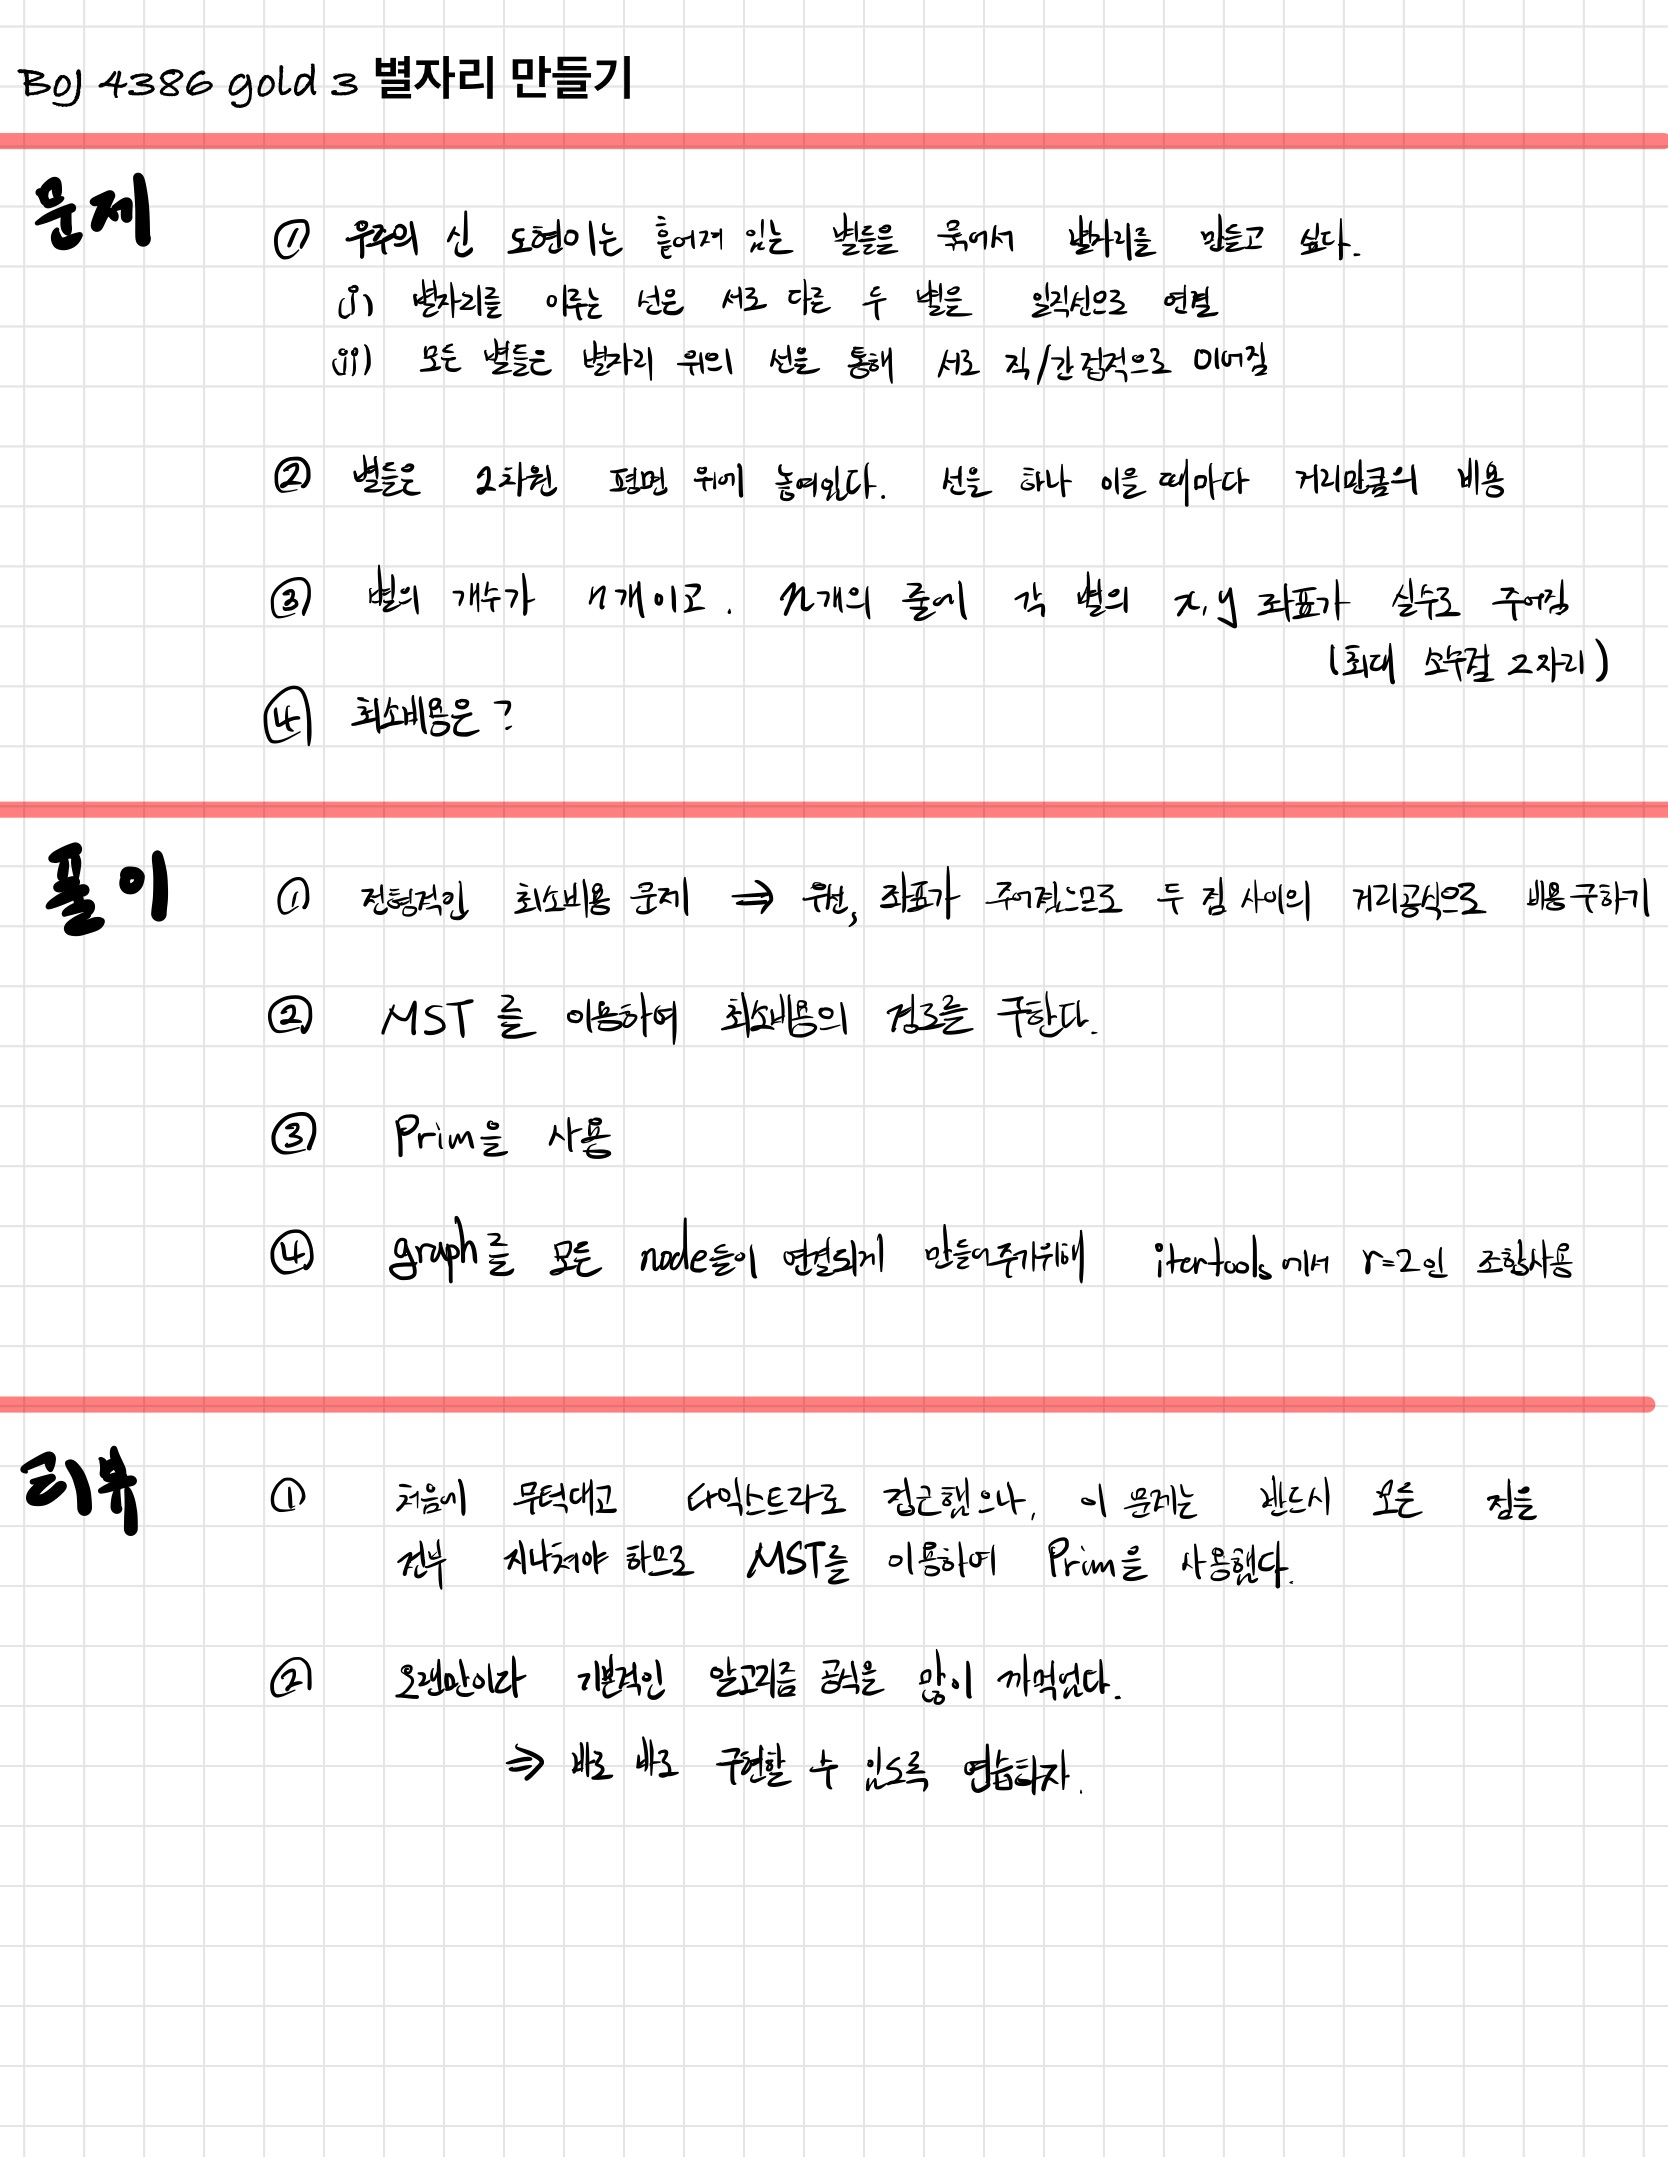 BOJ 4386 gold 3 별자리 만들기
문제
① 우주의 신 도현이는 흩어져 있는 별들을 묶어서 별자리를 만들고 싶다.
i) 별자리를 이루는 선은 서로 다른 두 별을 일직선으로 연결
ii) 모든 별들은 별자리 위의 선을 통해 서로 직/간접적으로 이어짐
② 별들은 2차원 평면 위에 놓여있다. 선을 하나 이을 때마다 거리만큼의 비용
③ 별의 개수가 n개이고. n개의 줄에 각 별의 x, y 좌표가 실수로 주어짐
(최대 소수점 2자리)
④ 최소비용은?
풀이
① 전형적인 최소비용 문제 ⇒ 우선, 좌표가 주어졌으므로 두 점 사이의 거리공식으로 비용 구하기
② MST를 이용하여 최소비용의 경로를 구한다.
③ Prim을 사용
④ graph를 모든 node들이 연결되게 만들어주기위해 itertools에서 r=2인 조합사용
리뷰
① 처음에 무턱대고 다익스트라로 접근했으나, 이 문제는 반드시 모든 점을
전부 지나쳐야 하므로 MST를 이용하여 Prim을 사용했다.
② 오랜만이라 기본적인 알고리즘 공식을 많이 까먹었다.
⇒ 바로 바로 구현할 수 있도록 연습하자.